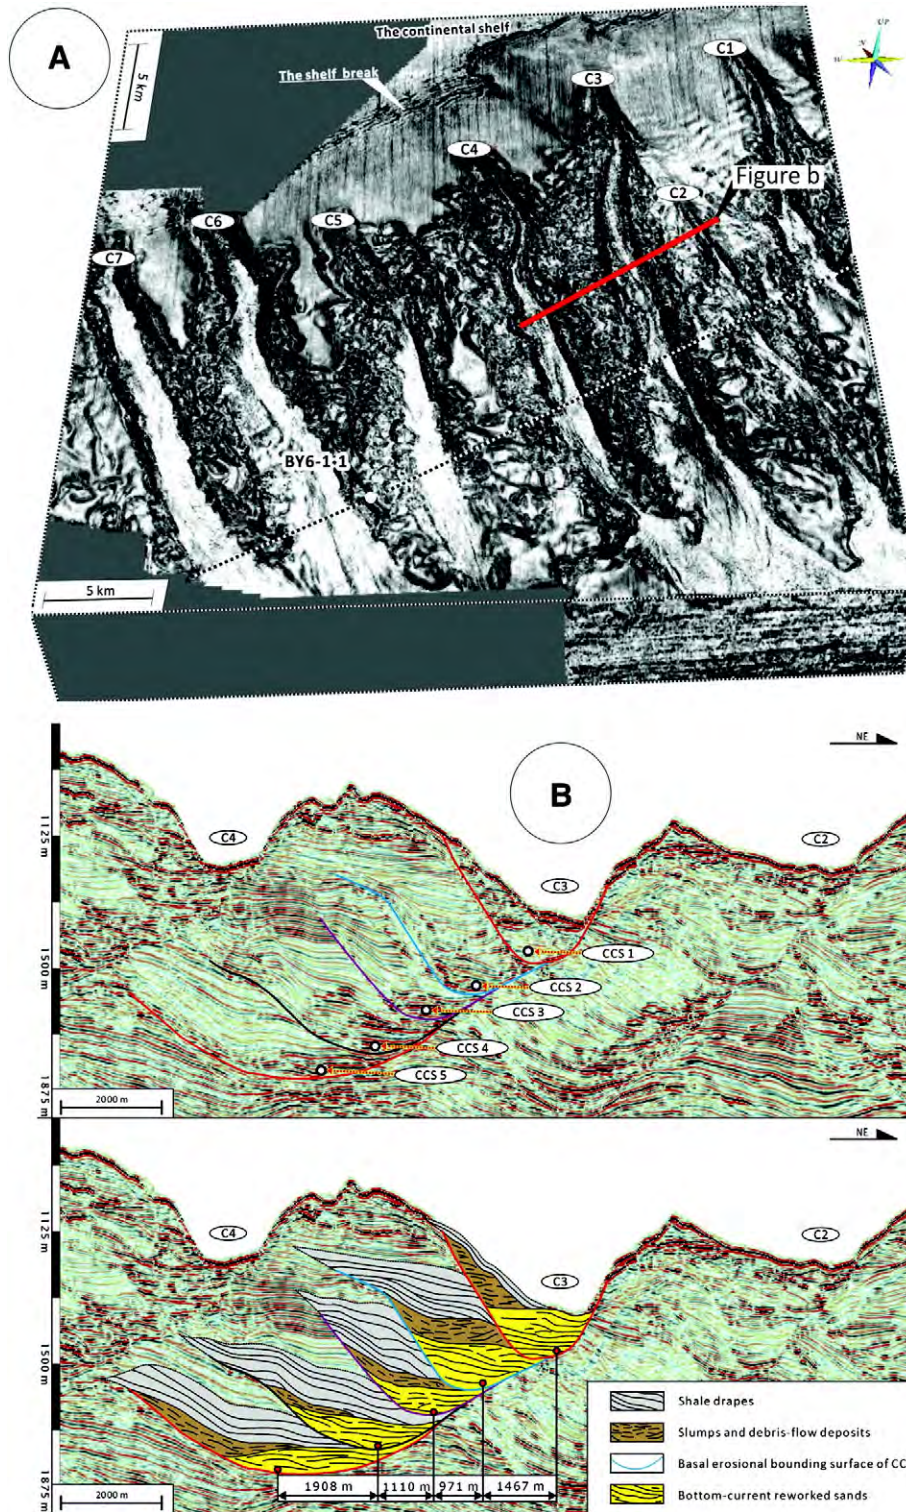 A
The continental shelf
The shelf break
5 km
UP
N
W
C1
C3
C4
C2
Figure b
C6
C5
C7
BY6-1-1
5 km
B
NE
1125 m
C4
C2
C3
CCS 1
1500 m
CCS 2
CCS 3
CCS 4
CCS 5
1875 m
2000 m
NE
1125 m
C4
C2
C3
1500 m
Shale drapes
Slumps and debris-flow deposits
Basal erosional bounding surface of CC
Bottom-current reworked sands
1908 m
1110 m
971 m
1467 m
1875 m
2000 m